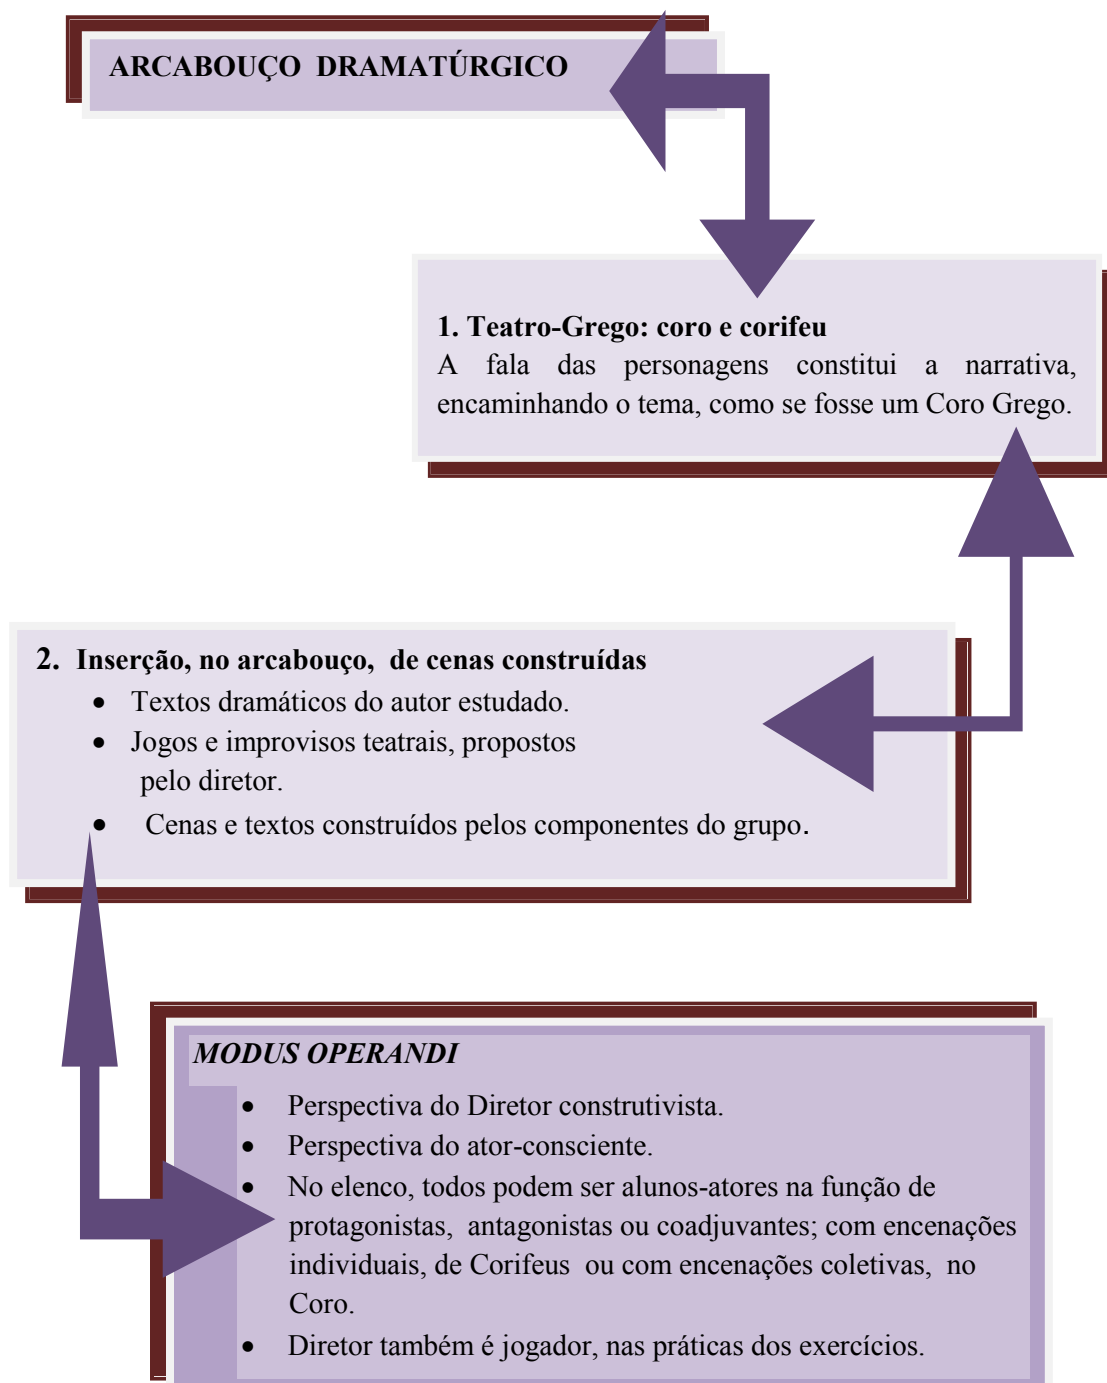 ARCABOUÇO DRAMATÚRGICO
1. Teatro-Grego: coro e corifeu
A fala das personagens constitui a narrativa,
encaminhando o tema, como se fosse um Coro Grego.
2. Inserção, no arcabouço, de cenas construídas
• Textos dramáticos do autor estudado.
• Jogos e improvisos teatrais, propostos
pelo diretor.
• Cenas e textos construídos pelos componentes do grupo.
MODUS OPERANDI
• Perspectiva do Diretor construtivista.
• Perspectiva do ator-consciente.
• No elenco, todos podem ser alunos-atores na função de
protagonistas, antagonistas ou coadjuvantes; com encenações
individuais, de Corifeus ou com encenações coletivas, no
Coro.
• Diretor também é jogador, nas práticas dos exercícios.